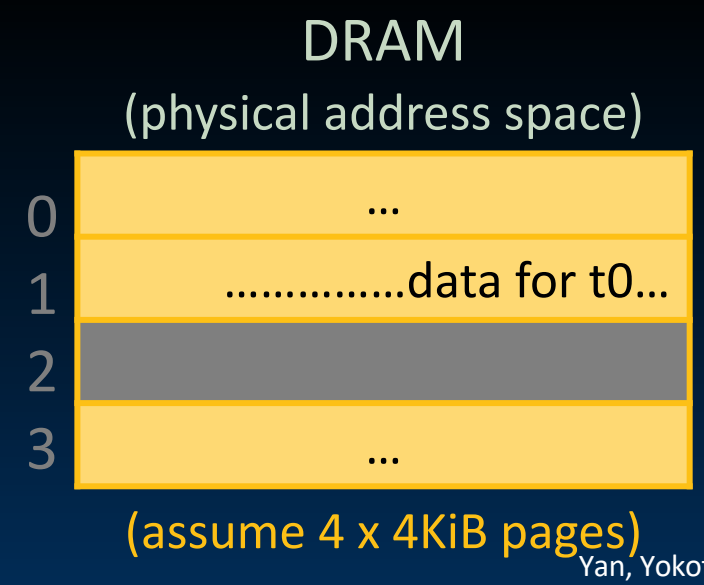 DRAM
(physical address space)
0 …
1 ……………data for t0…
2
3 …
(assume 4 x 4KiB pages)
Yan, Yoko